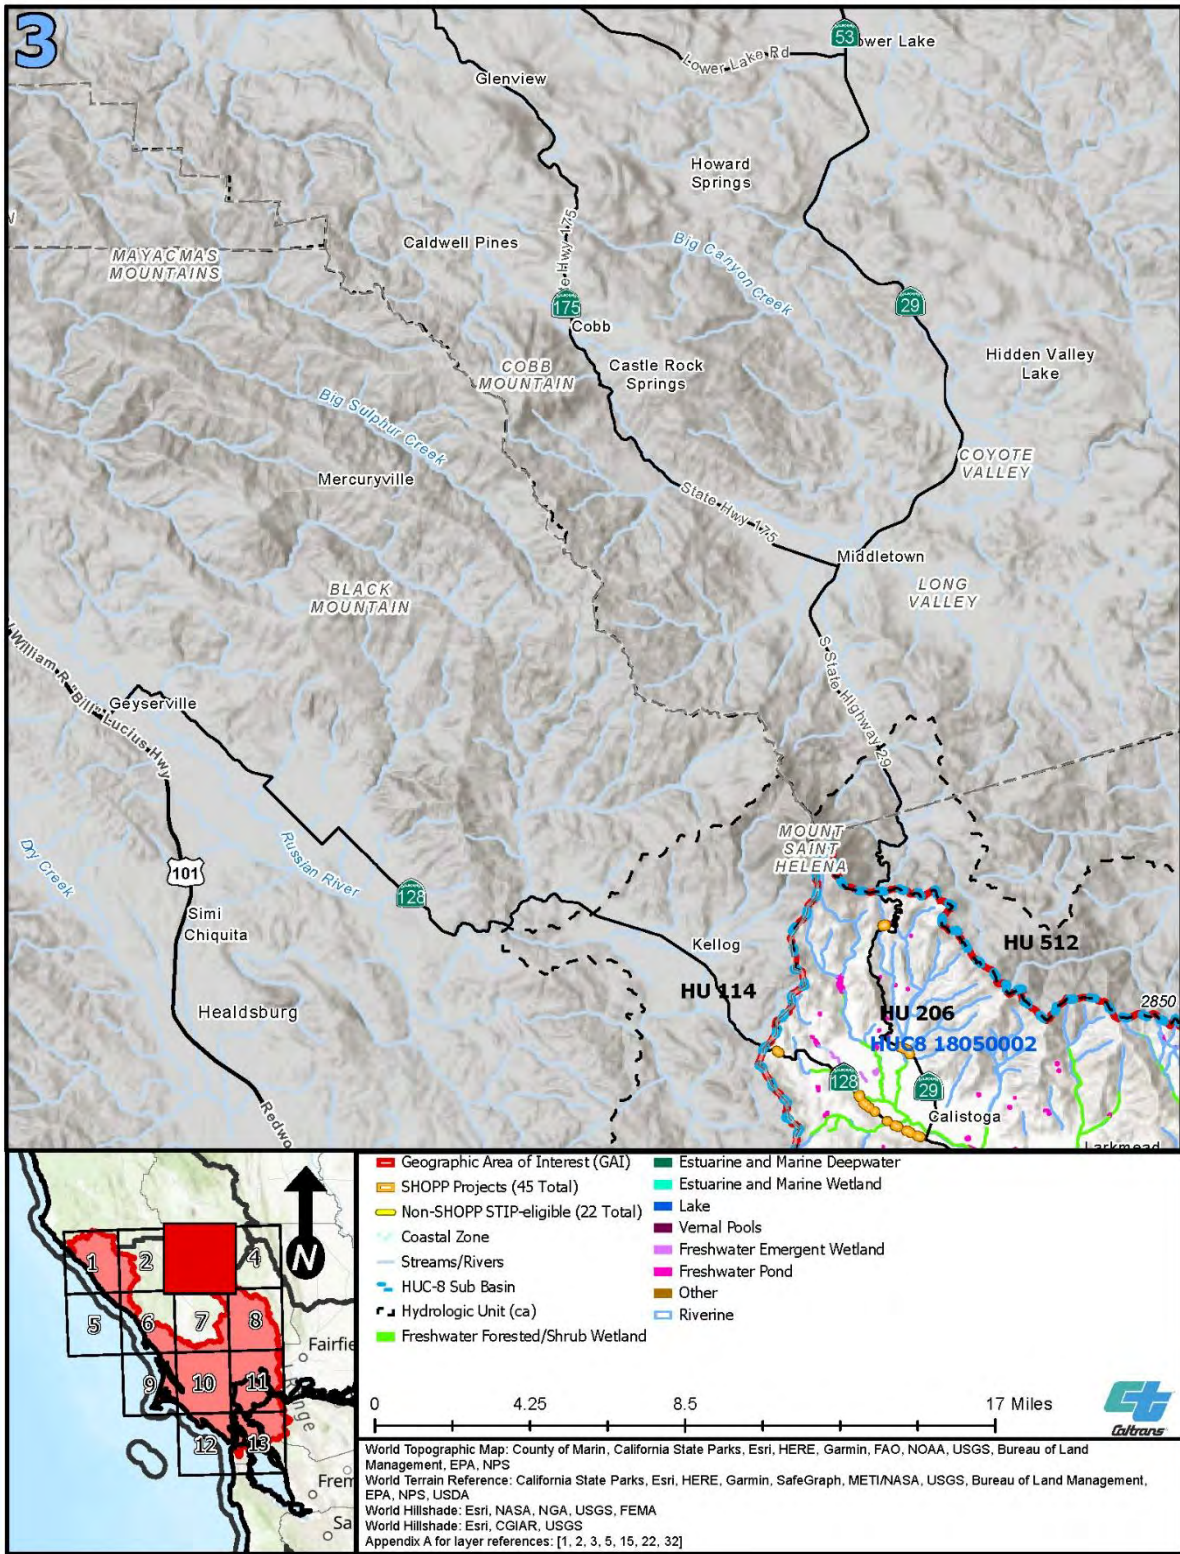 3
53
Lower Lake
Lower Lake Rd
Glenview
Howard
Springs
175
Caldwell Pines
Big Canyon Creek
MAYACMAS
MOUNTAINS
29
175
Cobb
COBB
MOUNTAIN
Castle Rock
Springs
Hidden Valley
Lake
Big Sulphur Creek
COYOTE
VALLEY
Mercuryville
State Hwy 175
Middletown
BLACK
MOUNTAIN
LONG
VALLEY
William R "Bill" Lucius Hwy
S State Highway 29
Geyserville
MOUNT
SAINT
HELENA
Dry Creek
Russian River
101
128
Simi
Chiquita
Kellog
HU 512
HU 114
2850
Healdsburg
HU 206
HUC8 18050002
128
29
Redwo
Calistoga
Larkmead
1
2
4
5
6
7
8
9
10
11
12
13
N
Fairfie
Range
Frem
Sa
Geographic Area of Interest (GAI)
SHOPP Projects (45 Total)
Non-SHOPP STIP-eligible (22 Total)
Coastal Zone
Streams/Rivers
HUC-8 Sub Basin
Hydrologic Unit (ca)
Freshwater Forested/Shrub Wetland
Estuarine and Marine Deepwater
Estuarine and Marine Wetland
Lake
Vernal Pools
Freshwater Emergent Wetland
Freshwater Pond
Other
Riverine
0 4.25 8.5 17 Miles
ct
Caltrans
World Topographic Map: County of Marin, California State Parks, Esri, HERE, Garmin, FAO, NOAA, USGS, Bureau of Land
Management, EPA, NPS
World Terrain Reference: California State Parks, Esri, HERE, Garmin, SafeGraph, METI/NASA, USGS, Bureau of Land Management,
EPA, NPS, USDA
World Hillshade: Esri, NASA, NGA, USGS, FEMA
World Hillshade: Esri, CGIAR, USGS
Appendix A for layer references: [1, 2, 3, 5, 15, 22, 32]